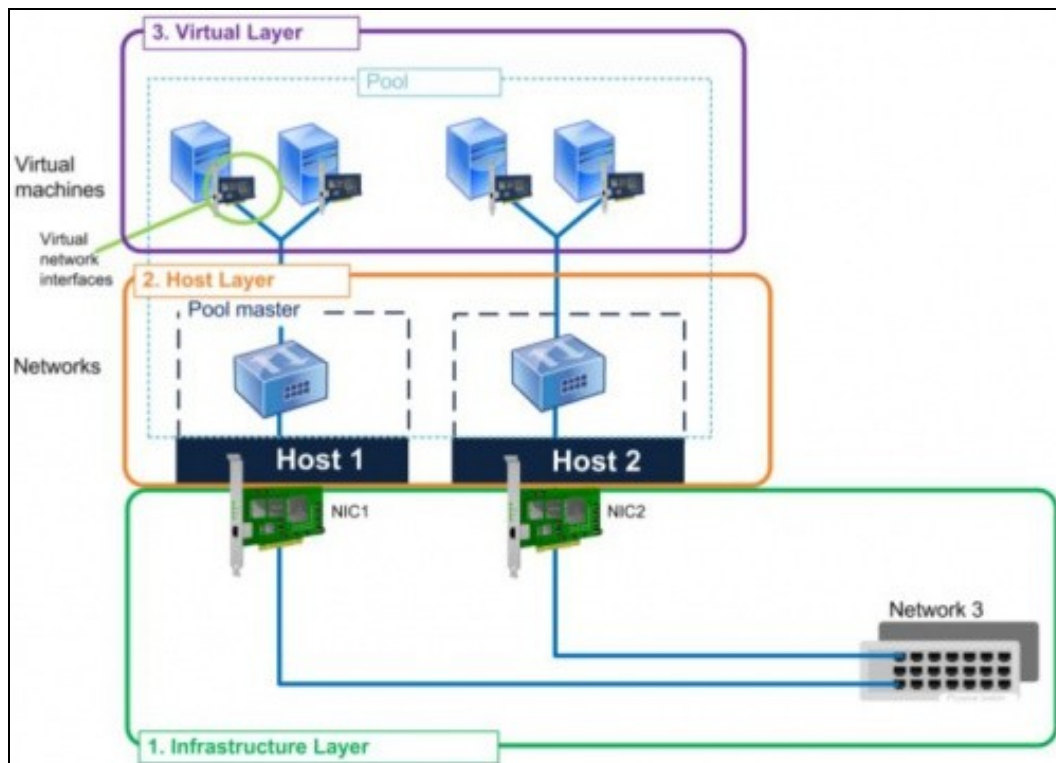 3. Virtual Layer
Pool
Virtual
machines
Virtual
network
interfaces
2. Host Layer
Pool master
Networks
Host 1
Host 2
NIC1
NIC2
Network 3
1. Infrastructure Layer